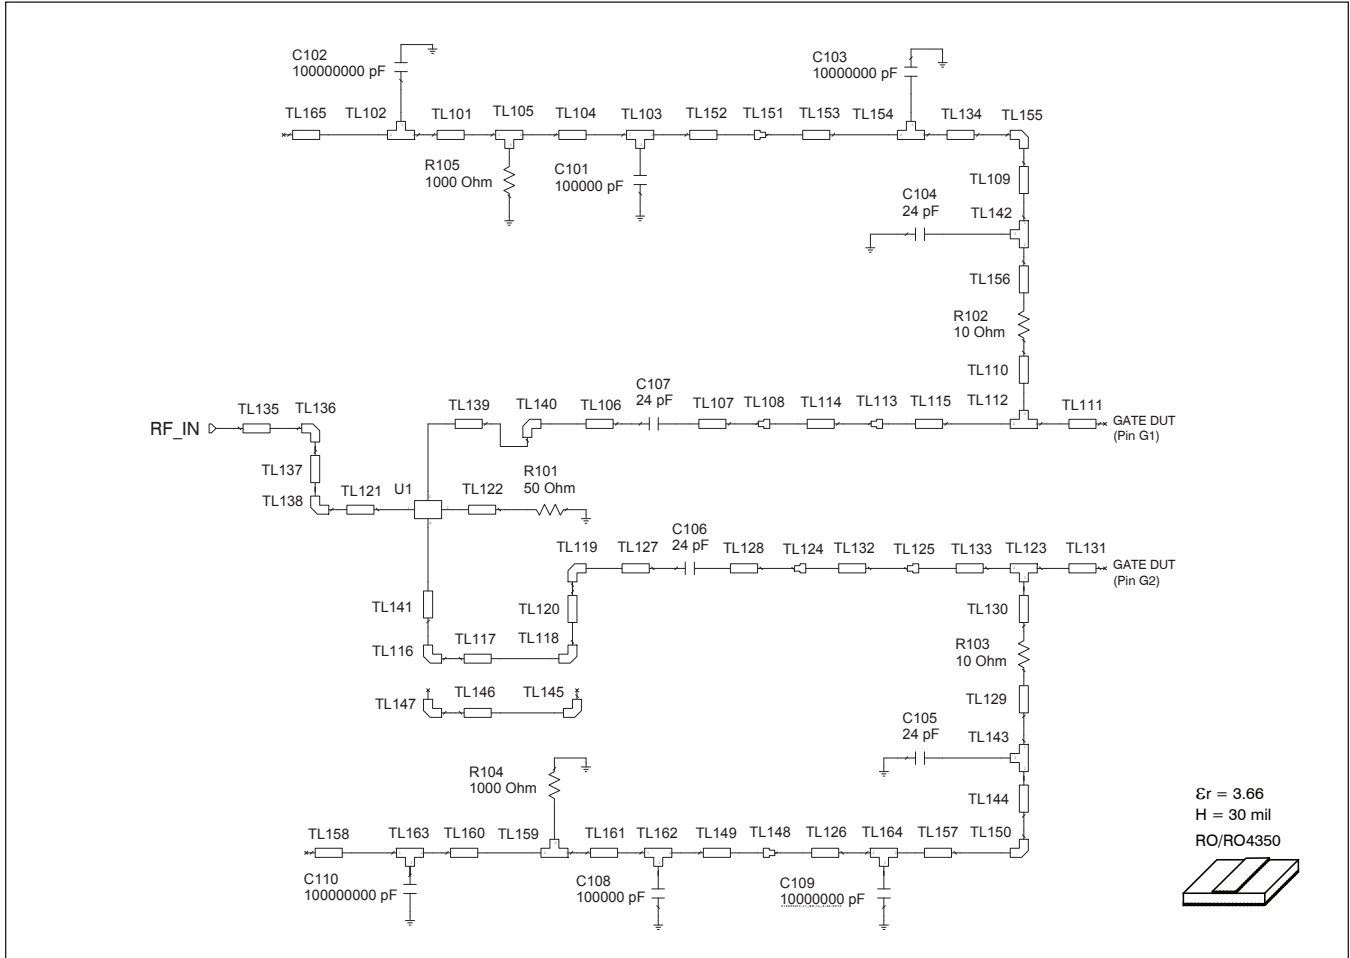 C102
100000000 pF
C103
10000000 pF
TL165
TL102
TL101
TL105
TL104
TL103
TL152
TL151
TL153
TL154
TL134
TL155
R105
1000 Ohm
C101
100000 pF
TL109
C104
24 pF
TL142
TL156
R102
10 Ohm
TL110
C107
24 pF
RF_IN
TL135
TL136
TL139
TL140
TL106
TL107
TL108
TL114
TL113
TL115
TL112
TL111
GATE DUT
(Pin G1)
TL137
TL138
TL121
U1
TL122
R101
50 Ohm
C106
24 pF
TL119
TL127
TL128
TL124
TL132
TL125
TL133
TL123
TL131
GATE DUT
(Pin G2)
TL141
TL120
TL130
TL116
TL117
TL118
R103
10 Ohm
TL147
TL146
TL145
TL129
C105
24 pF
TL143
R104
1000 Ohm
TL144
TL158
TL163
TL160
TL159
TL161
TL162
TL149
TL148
TL126
TL164
TL157
TL150
C110
100000000 pF
C108
100000 pF
C109
10000000 pF
Ɛr = 3.66
H = 30 mil
RO/RO4350